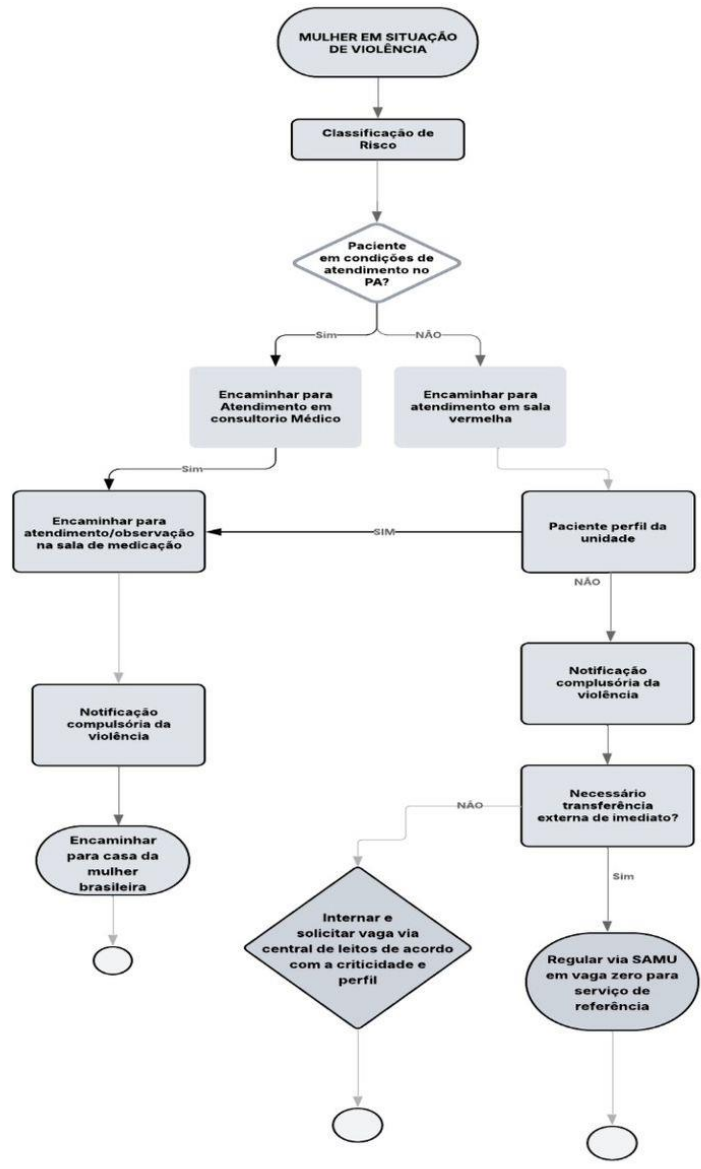 MULHER EM SITUAÇÃO
DE VIOLÊNCIA
Classificação de
Risco
Paciente
em condições de
atendimento no
PA?
Sim
NÃO
Encaminhar para
Atendimento em
consultorio Médico
Encaminhar para
atendimento em sala
vermelha
Sim
Encaminhar para
atendimento/observação
na sala de medicação
SIM
Paciente perfil da
unidade
NÃO
Notificação
compulsória da
violência
Notificação
complusória da
violência
Encaminhar
para casa da
mulher
brasileira
NÃO
Necessário
transferência
externa de imediato?
Sim
Internar e
solicitar vaga via
central de leitos de acordo
com a criticidade e
perfil
Regular via SAMU
em vaga zero para
serviço de
referência